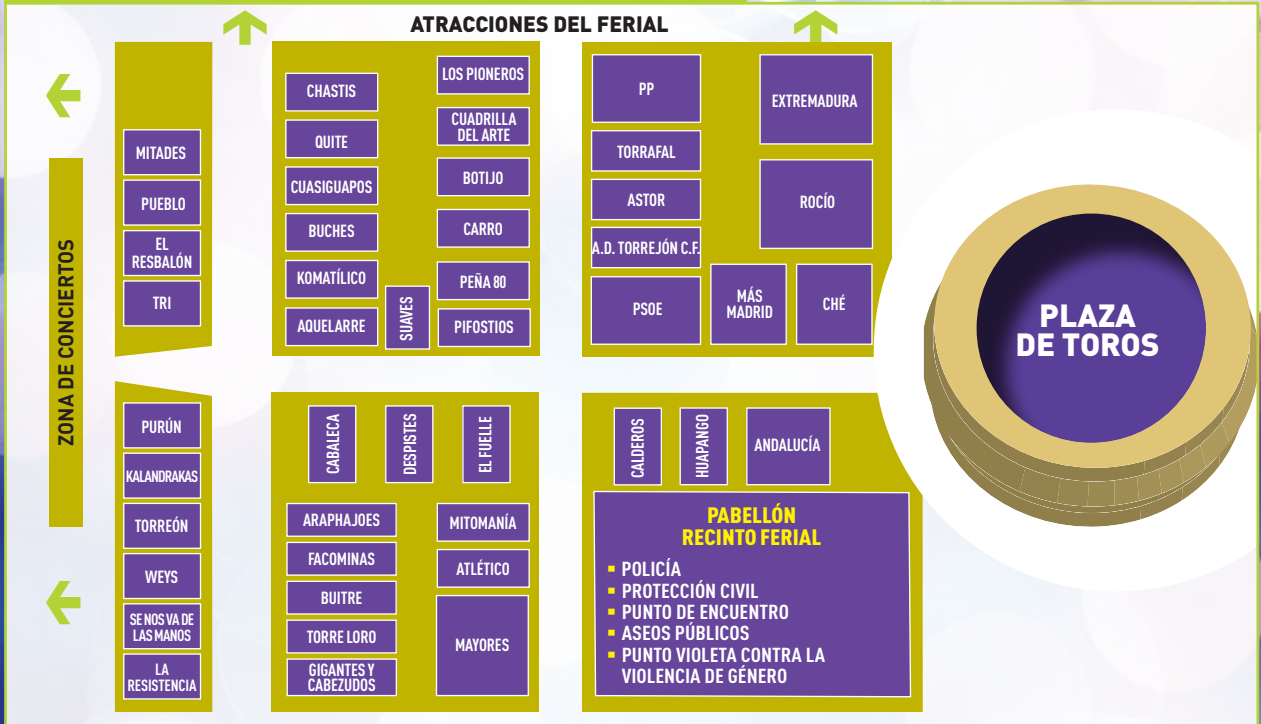 ATRACCIONES DEL FERIAL
ZONA DE CONCIERTOS
MITADES
PUEBLO
EL
RESBALÓN
TRI
PURÚN
KALANDRAKAS
TORREÓN
WEYS
SE NOS VA DE
LAS MANOS
LA
RESISTENCIA
CHASTIS
QUITE
CUASIGUAPOS
BUCHES
KOMATÍLICO
AQUELARRE
SUAVES
LOS PIONEROS
CUADRILLA
DEL ARTE
BOTIJO
CARRO
PEÑA 80
PIFOSTIOS
CABALECA
DESPISTES
EL FUELLE
ARAPHAJOES
FACOMINAS
BUITRE
TORRE LORO
GIGANTES Y
CABEZUDOS
MITOMANÍA
ATLÉTICO
MAYORES
PP
TORRAFAL
ASTOR
A.D. TORREJÓN C.F.
PSOE
MÁS
MADRID
CHÉ
EXTREMADURA
ROCÍO
CALDEROS
HUAPANGO
ANDALUCÍA
PABELLÓN
RECINTO FERIAL
▪ POLICÍA
▪ PROTECCIÓN CIVIL
▪ PUNTO DE ENCUENTRO
▪ ASEOS PÚBLICOS
▪ PUNTO VIOLETA CONTRA LA
VIOLENCIA DE GÉNERO
PLAZA
DE TOROS